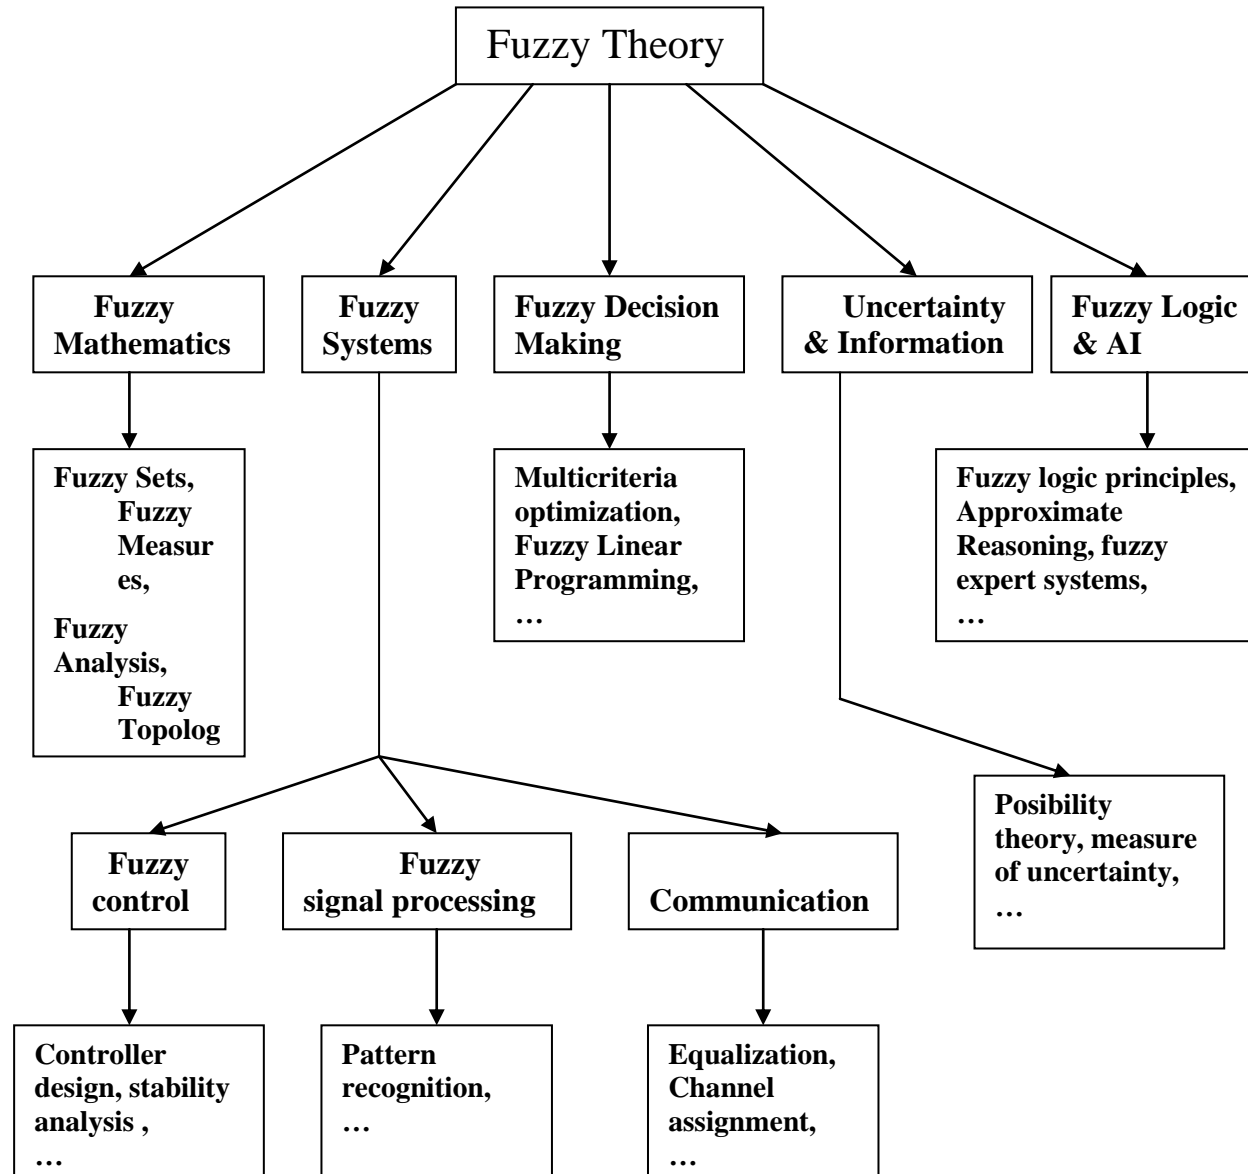 Fuzzy Theory
Fuzzy
Mathematics
Fuzzy
Systems
Fuzzy Decision
Making
Uncertainty
& Information
Fuzzy Logic
& AI
Fuzzy Sets,
Fuzzy
Measur
es,
Fuzzy
Analysis,
Fuzzy
Topolog
Multicriteria
optimization,
Fuzzy Linear
Programming,
…
Fuzzy logic principles,
Approximate
Reasoning, fuzzy
expert systems,
…
Posibility
theory, measure
of uncertainty,
…
Fuzzy
control
Fuzzy
signal processing
Communication
Controller
design, stability
analysis ,
…
Pattern
recognition,
…
Equalization,
Channel
assignment,
…